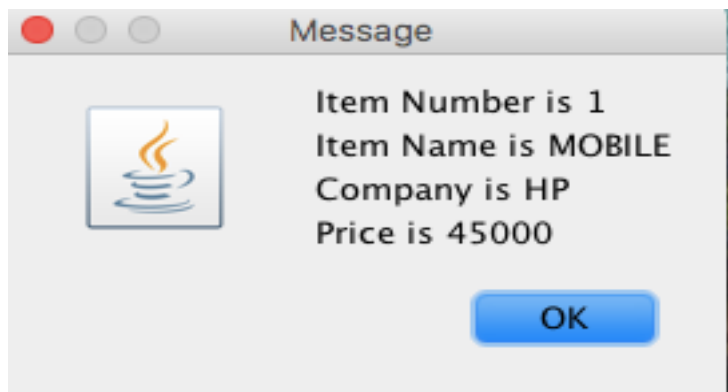 Message
Item Number is 1
Item Name is MOBILE
Company is HP
Price is 45000
OK